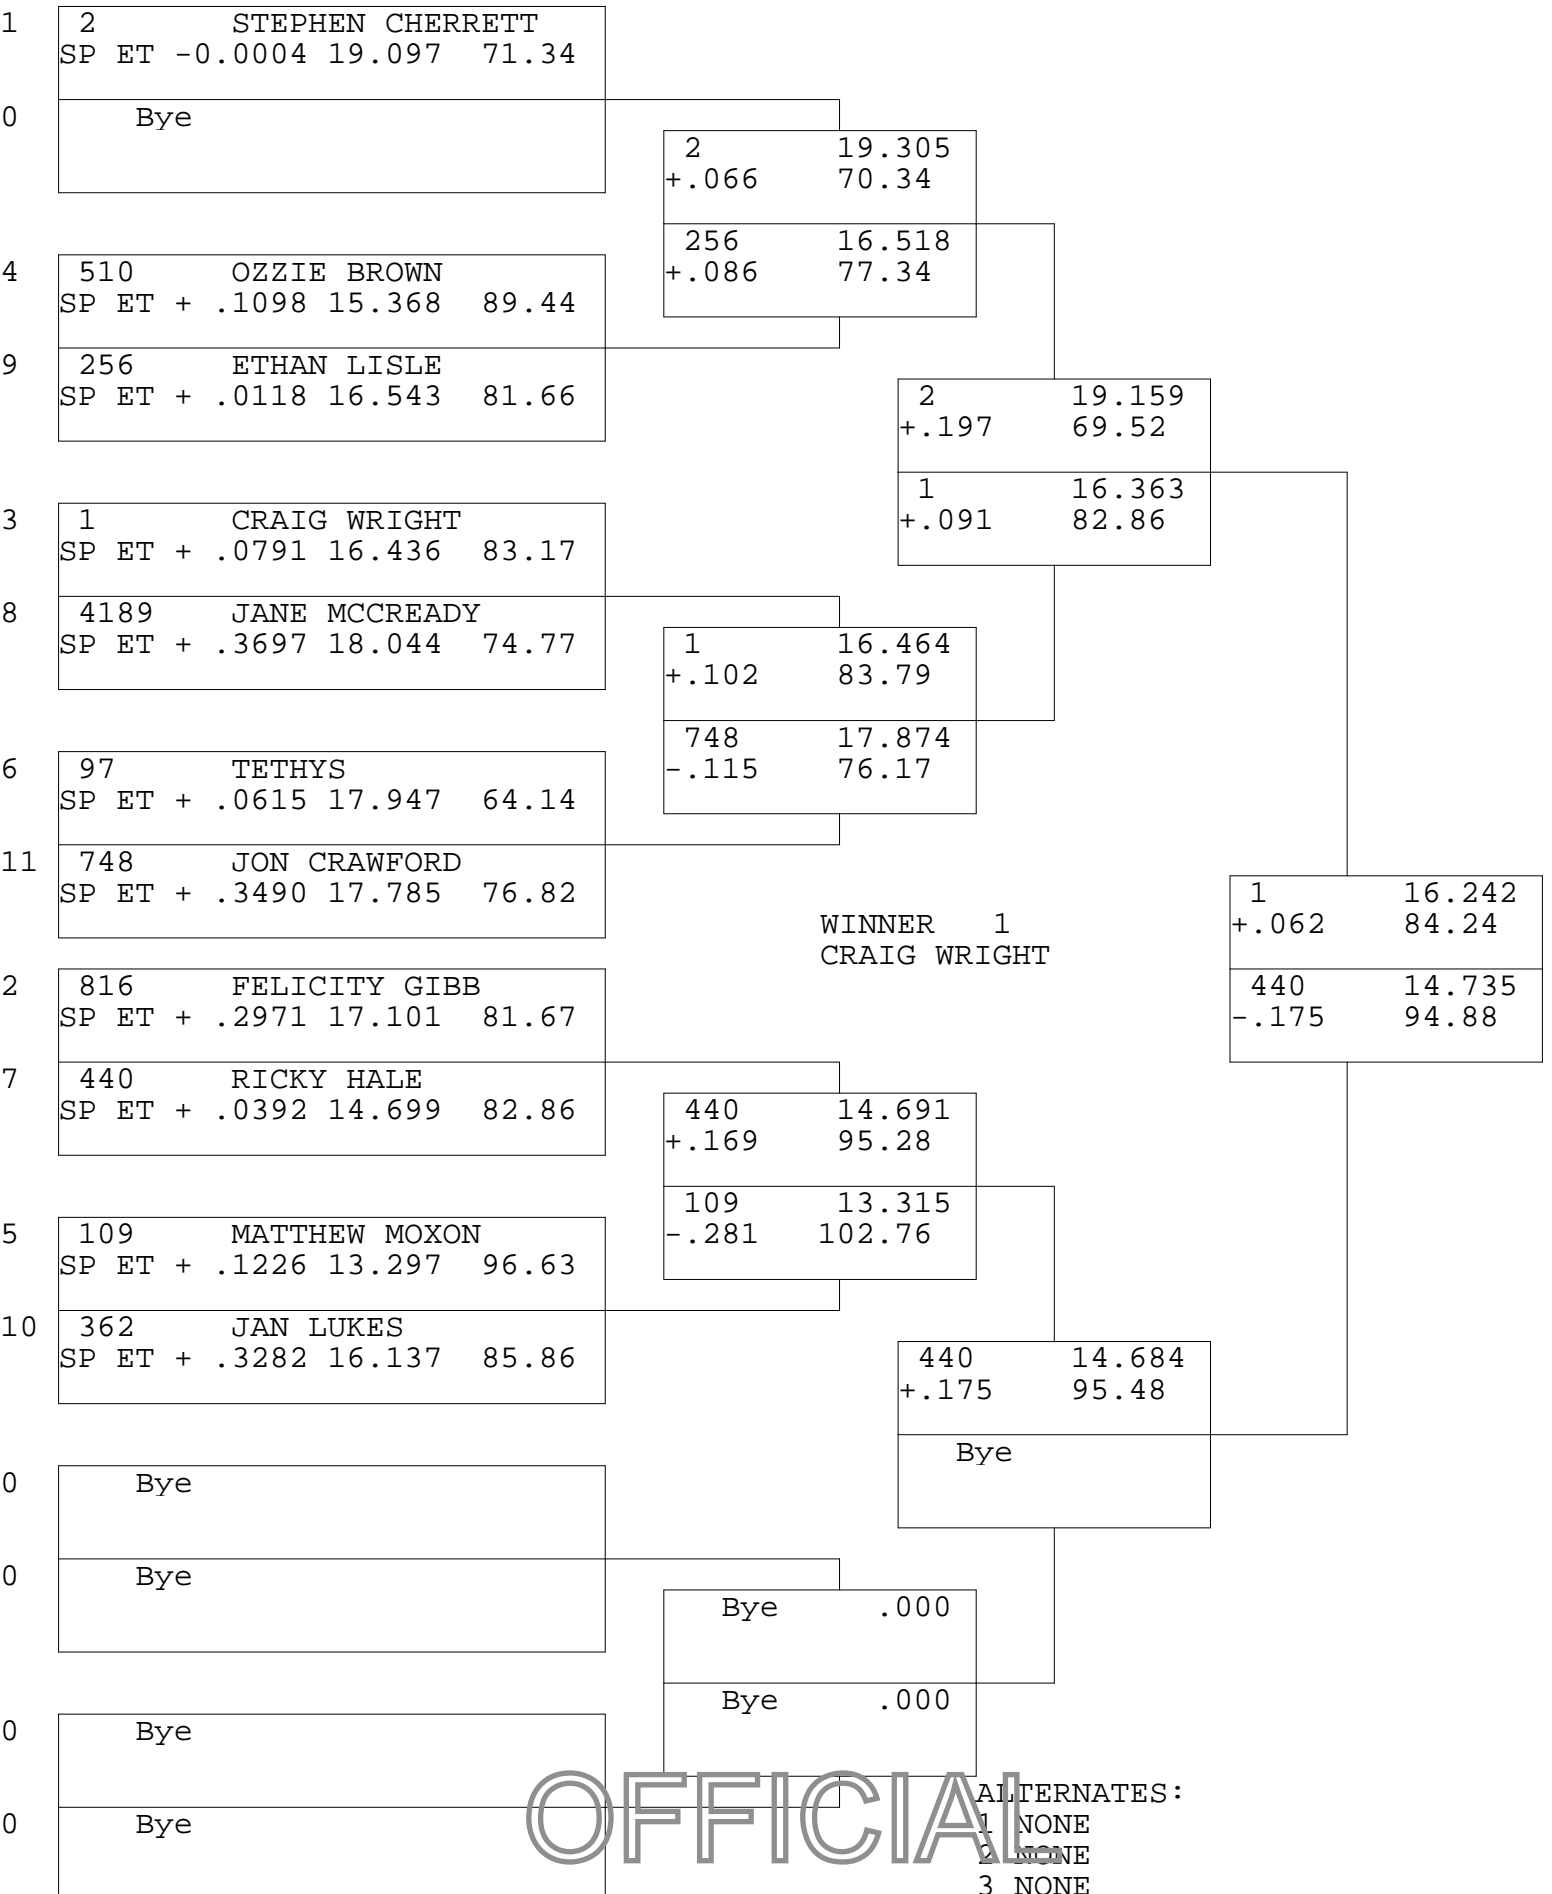 1 2 STEPHEN CHERRETT
SP ET -0.0004 19.097 71.34
0 Bye
2 19.305
+.066 70.34
256 16.518
+.086 77.34
4 510 OZZIE BROWN
SP ET + .1098 15.368 89.44
9 256 ETHAN LISLE
SP ET + .0118 16.543 81.66
2 19.159
+.197 69.52
1 16.363
+.091 82.86
3 1 CRAIG WRIGHT
SP ET + .0791 16.436 83.17
8 4189 JANE MCCREADY
SP ET + .3697 18.044 74.77
1 16.464
+.102 83.79
748 17.874
-.115 76.17
6 97 TETHYS
SP ET + .0615 17.947 64.14
11 748 JON CRAWFORD
SP ET + .3490 17.785 76.82
WINNER 1
CRAIG WRIGHT
1 16.242
+.062 84.24
440 14.735
-.175 94.88
2 816 FELICITY GIBB
SP ET + .2971 17.101 81.67
7 440 RICKY HALE
SP ET + .0392 14.699 82.86
440 14.691
+.169 95.28
109 13.315
-.281 102.76
5 109 MATTHEW MOXON
SP ET + .1226 13.297 96.63
10 362 JAN LUKES
SP ET + .3282 16.137 85.86
440 14.684
+.175 95.48
Bye
0 Bye
0 Bye
Bye .000
Bye .000
0 Bye
0 Bye
OFFICIAL
ALTERNATES:
1 NONE
2 NONE
3 NONE